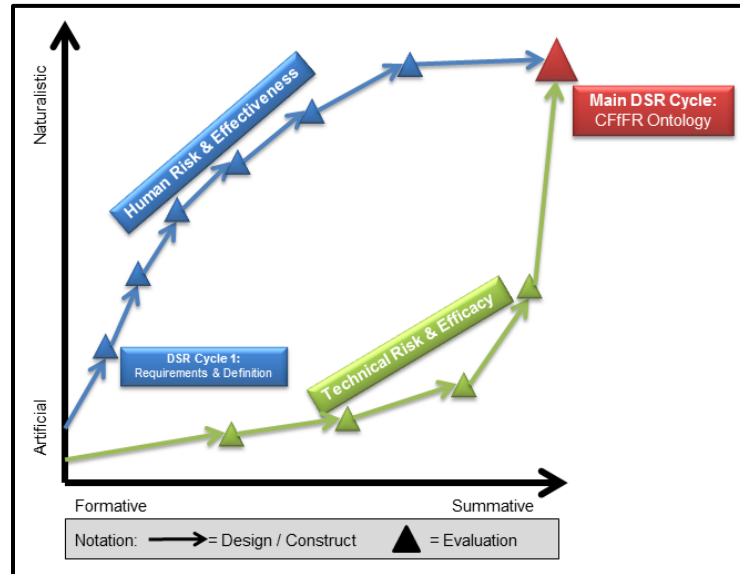 Naturalistic
Human Risk & Effectiveness
Main DSR Cycle:
CFfFR Ontology
DSR Cycle 1:
Requirements & Definition
Technical Risk & Efficacy
Artificial
Formative
Summative
Notation:
= Design / Construct
= Evaluation